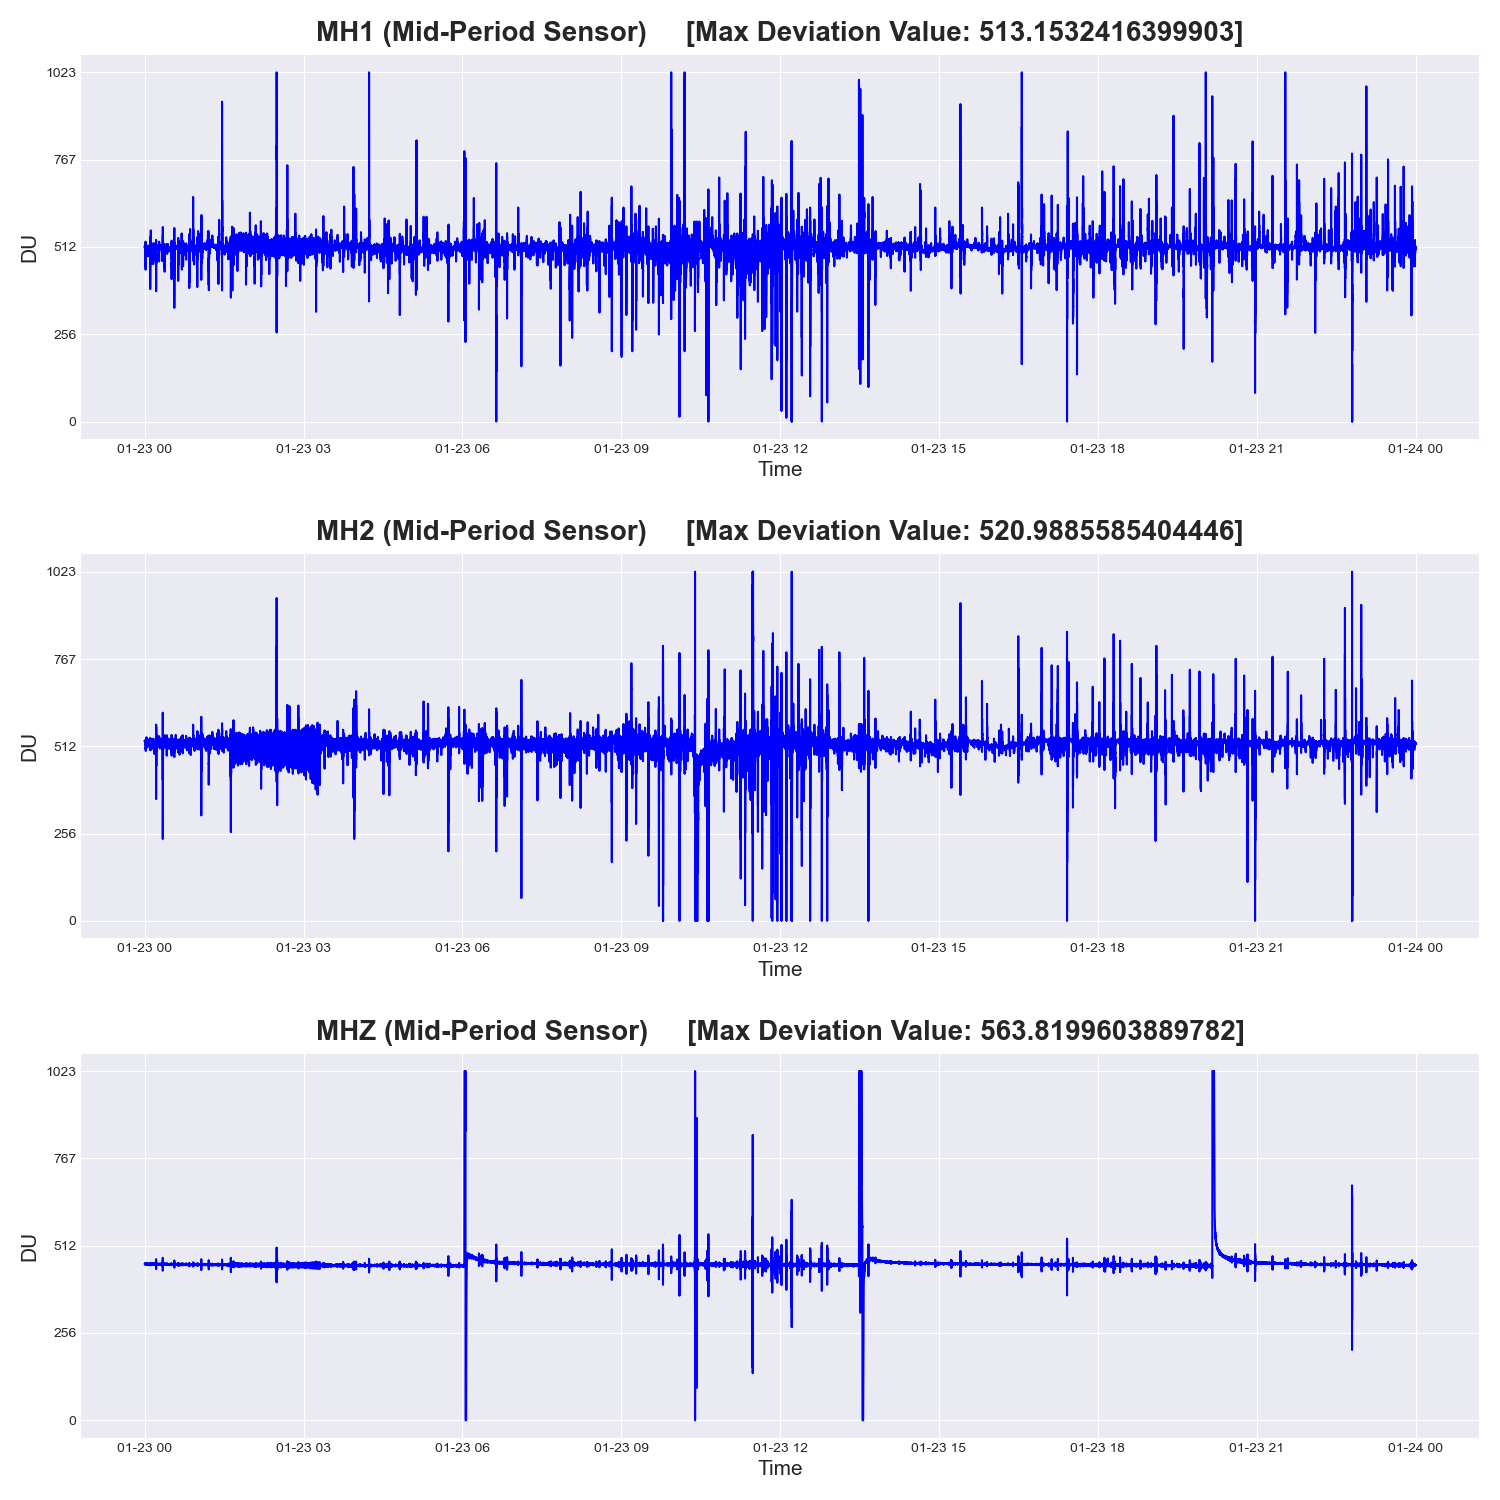 MH1 (Mid-Period Sensor) [Max Deviation Value: 513.1532416399903]
1023
767
512
256
0
DU
01-23 00 01-23 03 01-23 06 01-23 09 01-23 12 01-23 15 01-23 18 01-23 21 01-24 00
Time
MH2 (Mid-Period Sensor) [Max Deviation Value: 520.9885585404446]
1023
767
512
256
0
DU
01-23 00 01-23 03 01-23 06 01-23 09 01-23 12 01-23 15 01-23 18 01-23 21 01-24 00
Time
MHZ (Mid-Period Sensor) [Max Deviation Value: 563.8199603889782]
1023
767
512
256
0
DU
01-23 00 01-23 03 01-23 06 01-23 09 01-23 12 01-23 15 01-23 18 01-23 21 01-24 00
Time